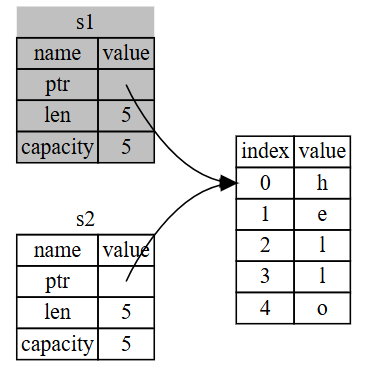 s1
name value
ptr
len 5
capacity 5
s2
name value
ptr
len 5
capacity 5
index value
0 h
1 e
2 l
3 l
4 o